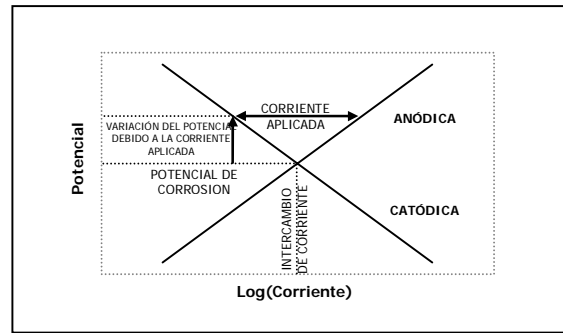 CORRIENTE
APLICADA
ANÓDICA
VARIACIÓN DEL POTENCIAL
DEBIDO A LA CORRIENTE
APLICADA
POTENCIAL DE
CORROSION
CATÓDICA
INTERCAMBIO
DE CORRIENTE
Potencial
Log(Corriente)